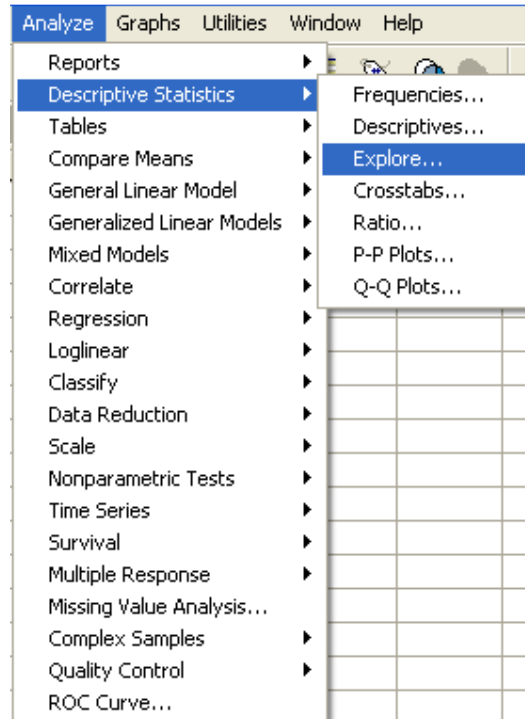 Analyze Graphs Utilities Window Help
Reports
Descriptive Statistics
Tables
Compare Means
General Linear Model
Generalized Linear Models
Mixed Models
Correlate
Regression
Loglinear
Classify
Data Reduction
Scale
Nonparametric Tests
Time Series
Survival
Multiple Response
Missing Value Analysis...
Complex Samples
Quality Control
ROC Curve...
Frequencies...
Descriptives...
Explore...
Crosstabs...
Ratio...
P-P Plots...
Q-Q Plots...